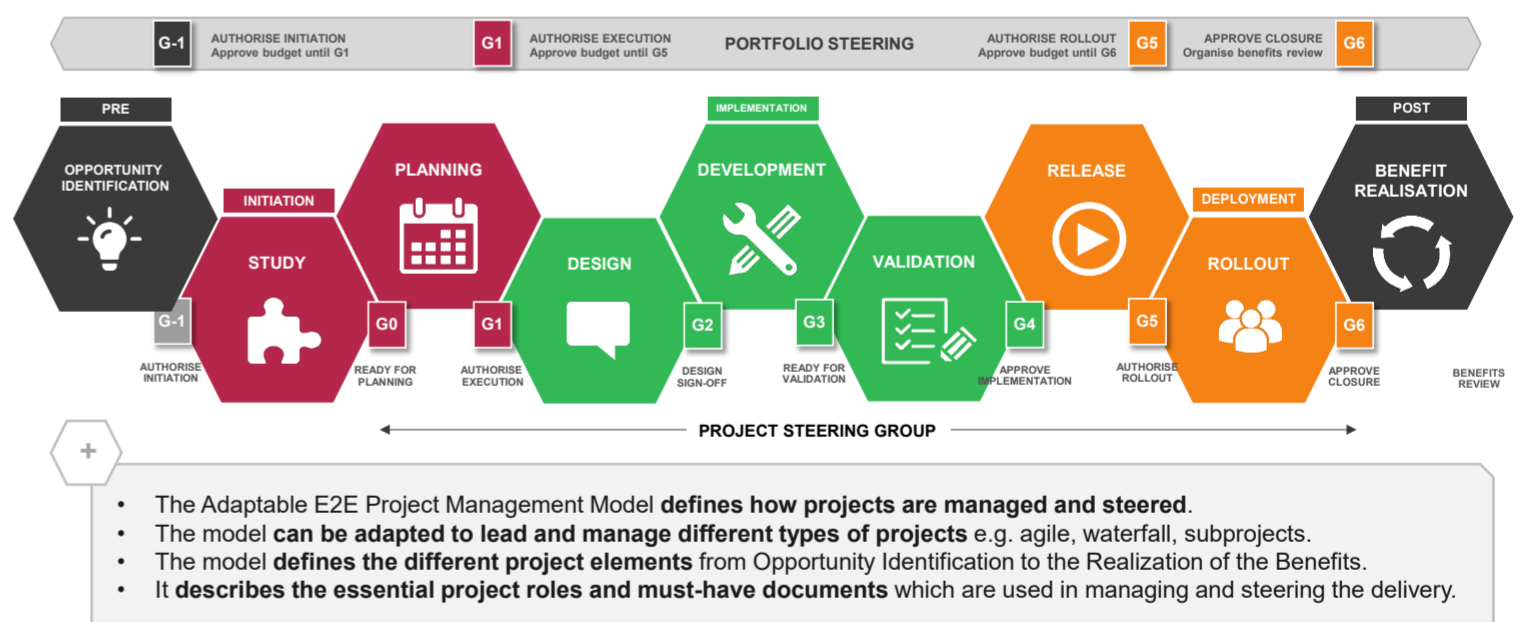 G-1
AUTHORISE INITIATION
Approve budget until G1
G1
AUTHORISE EXECUTION
Approve budget until G5
PORTFOLIO STEERING
AUTHORISE ROLLOUT
Approve budget until G6
G5
APPROVE CLOSURE
Organise benefits review
G6
PRE
OPPORTUNITY
IDENTIFICATION
INITIATION
STUDY
PLANNING
DESIGN
IMPLEMENTATION
DEVELOPMENT
VALIDATION
RELEASE
DEPLOYMENT
ROLLOUT
POST
BENEFIT
REALISATION
G-1
AUTHORISE
INITIATION
G0
READY FOR
PLANNING
G1
AUTHORISE
EXECUTION
G2
DESIGN
SIGN-OFF
G3
READY FOR
VALIDATION
G4
APPROVE
IMPLEMENTATION
G5
AUTHORISE
ROLLOUT
G6
APPROVE
CLOSURE
BENEFITS
REVIEW
PROJECT STEERING GROUP
+
• The Adaptable E2E Project Management Model defines how projects are managed and steered.
• The model can be adapted to lead and manage different types of projects e.g. agile, waterfall, subprojects.
• The model defines the different project elements from Opportunity Identification to the Realization of the Benefits.
• It describes the essential project roles and must-have documents which are used in managing and steering the delivery.